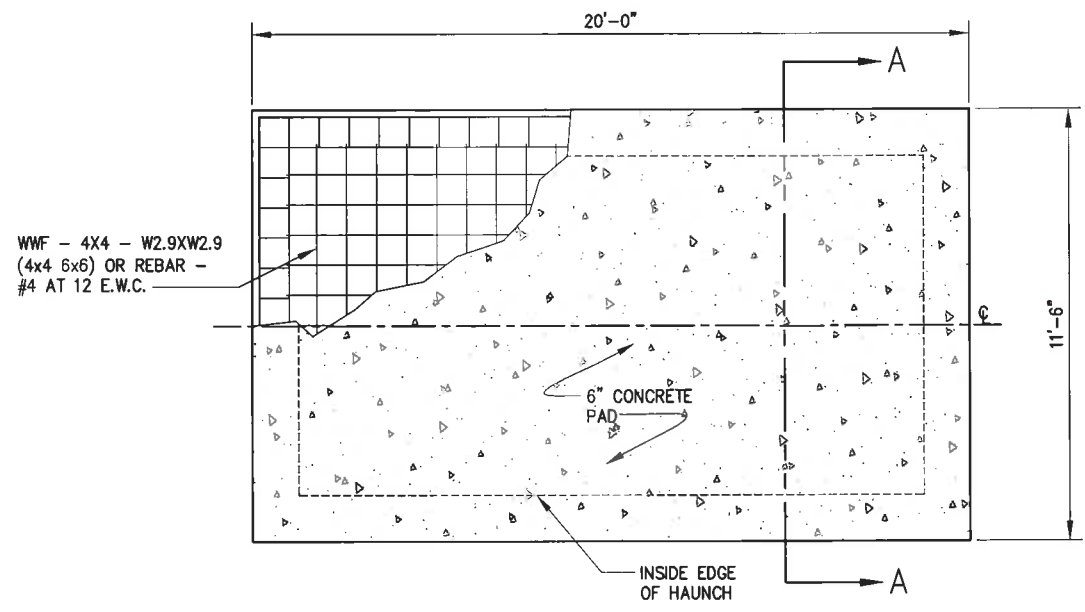 20'-0"
A
WWF - 4X4 - W2.9XW2.9
(4x4 6x6) OR REBAR -
#4 AT 12 E.W.C.
℄
11'-6"
6" CONCRETE
PAD
INSIDE EDGE
OF HAUNCH
A